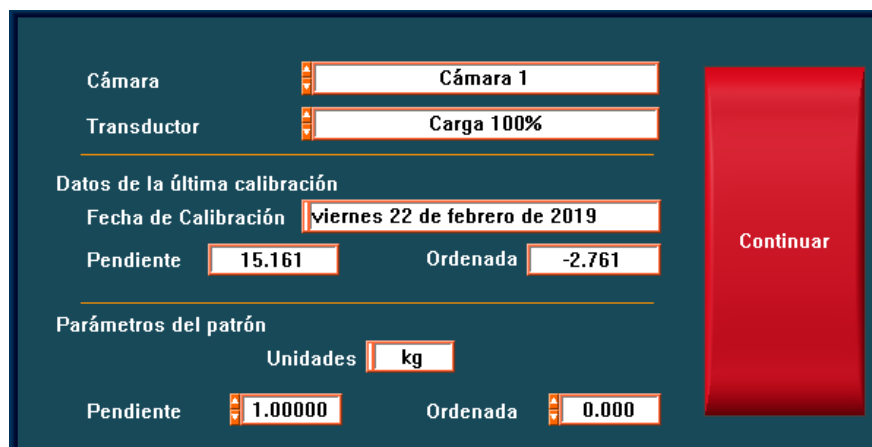 Cámara Cámara 1
Transductor Carga 100%
Datos de la última calibración
Fecha de Calibración viernes 22 de febrero de 2019
Pendiente 15.161 Ordenada -2.761
Continuar
Parámetros del patrón
Unidades kg
Pendiente 1.00000 Ordenada 0.000